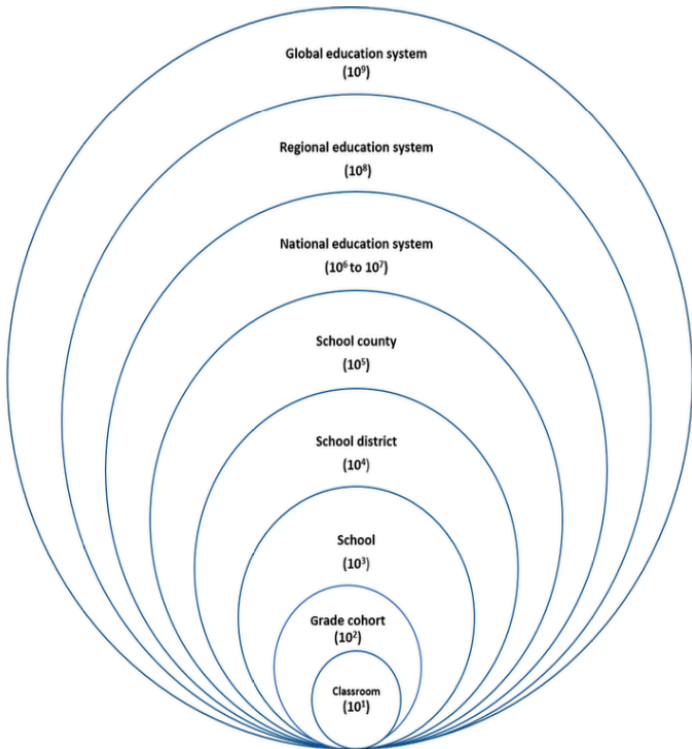 Global education system
(10⁹)
Regional education system
(10⁸)
National education system
(10⁶ to 10⁷)
School county
(10⁵)
School district
(10⁴)
School
(10³)
Grade cohort
(10²)
Classroom
(10¹)